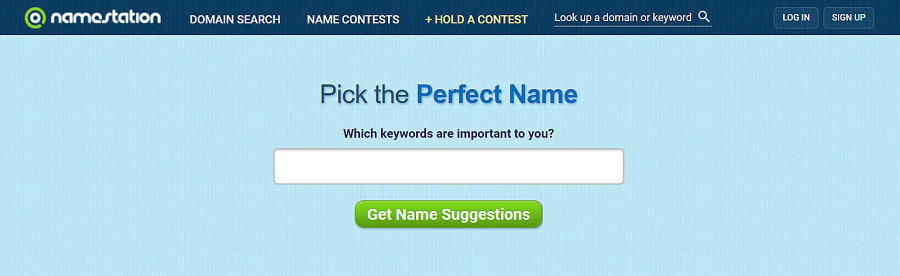 namestation DOMAIN SEARCH NAME CONTESTS + HOLD A CONTEST Look up a domain or keyword LOG IN SIGN UP
Pick the Perfect Name
Which keywords are important to you?
Get Name Suggestions